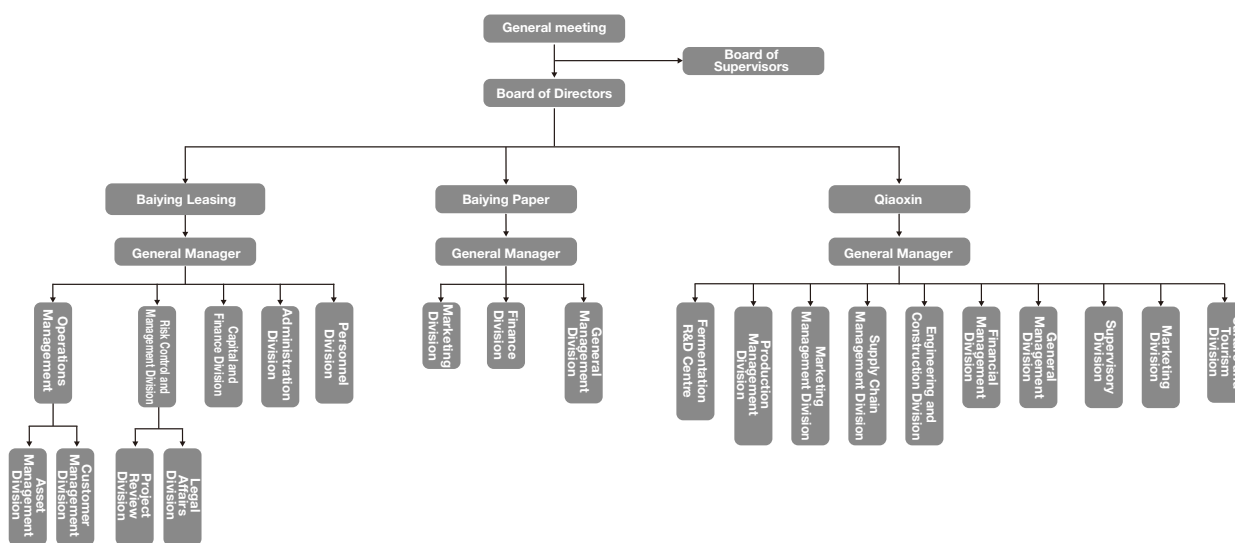 General meeting
Board of
Supervisors
Board of Directors
Baiying Leasing
Baiying Paper
Qiaoxin
General Manager
General Manager
General Manager
Operations
Management
Risk Control and
Management Division
Capital and
Finance Division
Administration
Division
Personnel
Division
Marketing
Division
Finance
Division
General
Management
Division
Fermentation
R&D Centre
Production
Management
Division
Marketing
Management Division
Supply Chain
Management Division
Engineering and
Construction Division
Financial
Management
Division
General
Management
Division
Supervisory
Division
Marketing
Division
Tourism
Division
Asset
Management
Division
Customer
Management
Division
Project
Review
Division
Legal
Affairs
Division